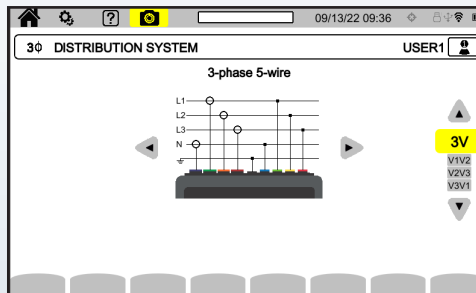 ?
09/13/22 09:36
3ϕ DISTRIBUTION SYSTEM
USER1
3-phase 5-wire
L1
L2
L3
N
3V
V1V2
V2V3
V3V1